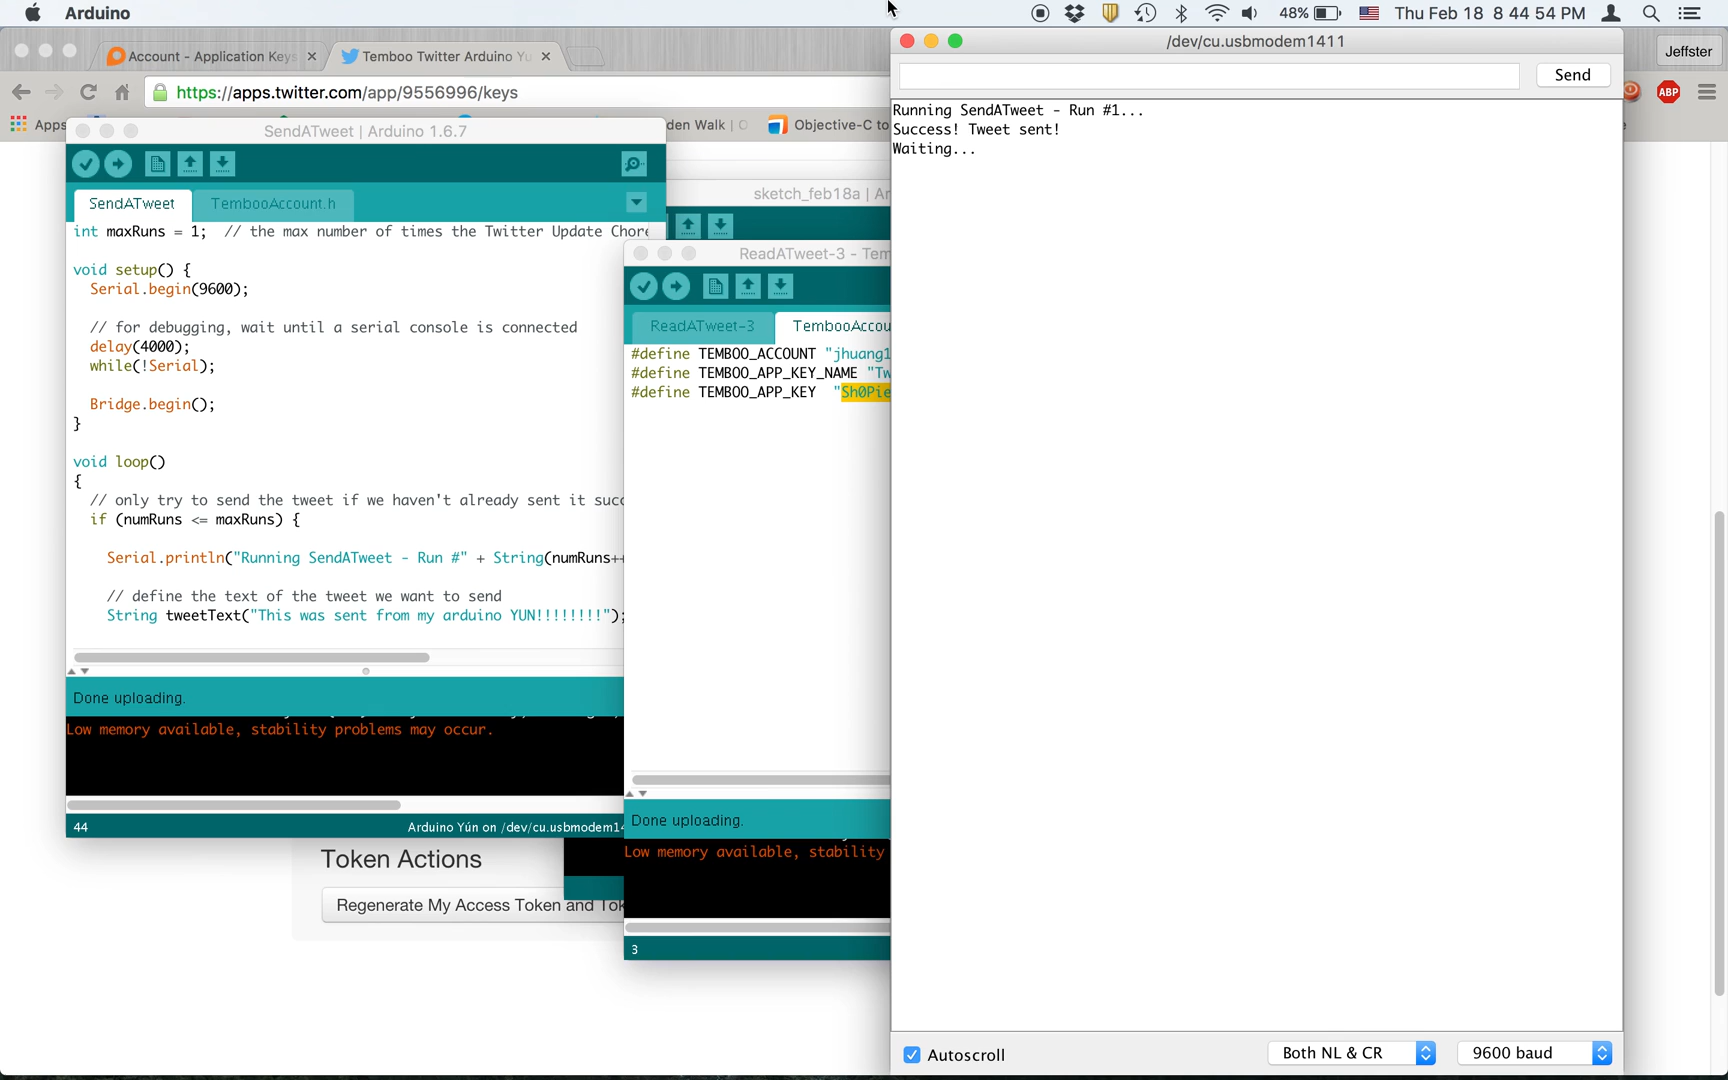 Arduino
48%
Thu Feb 18 8 44 54 PM
Account - Application Keys
Temboo Twitter Arduino Yu
Jeffster
https://apps.twitter.com/app/9556996/keys
ABP
Apps
den Walk | O
Objective-C to
SendATweet | Arduino 1.6.7
SendATweet
TembooAccount.h
int maxRuns = 1;  // the max number of times the Twitter Update Chore
void setup() {
Serial.begin(9600);
// for debugging, wait until a serial console is connected
delay(4000);
while(!Serial);
Bridge.begin();
}
void loop()
{
// only try to send the tweet if we haven't already sent it succ
if (numRuns <= maxRuns) {
Serial.println("Running SendATweet - Run #" + String(numRuns++
// define the text of the tweet we want to send
String tweetText("This was sent from my arduino YUN!!!!!!!!");
Done uploading.
Low memory available, stability problems may occur.
44
Arduino Yún on /dev/cu.usbmodem14
Token Actions
Regenerate My Access Token and Tok
sketch_feb18a | Ar
ReadATweet-3 - Tem
ReadATweet-3
TembooAccou
#define TEMBOO_ACCOUNT "jhuang1
#define TEMBOO_APP_KEY_NAME "Tw
#define TEMBOO_APP_KEY  "Sh0Pie
Done uploading.
Low memory available, stability
3
/dev/cu.usbmodem1411
Send
Running SendATweet - Run #1...
Success! Tweet sent!
Waiting...
Autoscroll
Both NL & CR
9600 baud